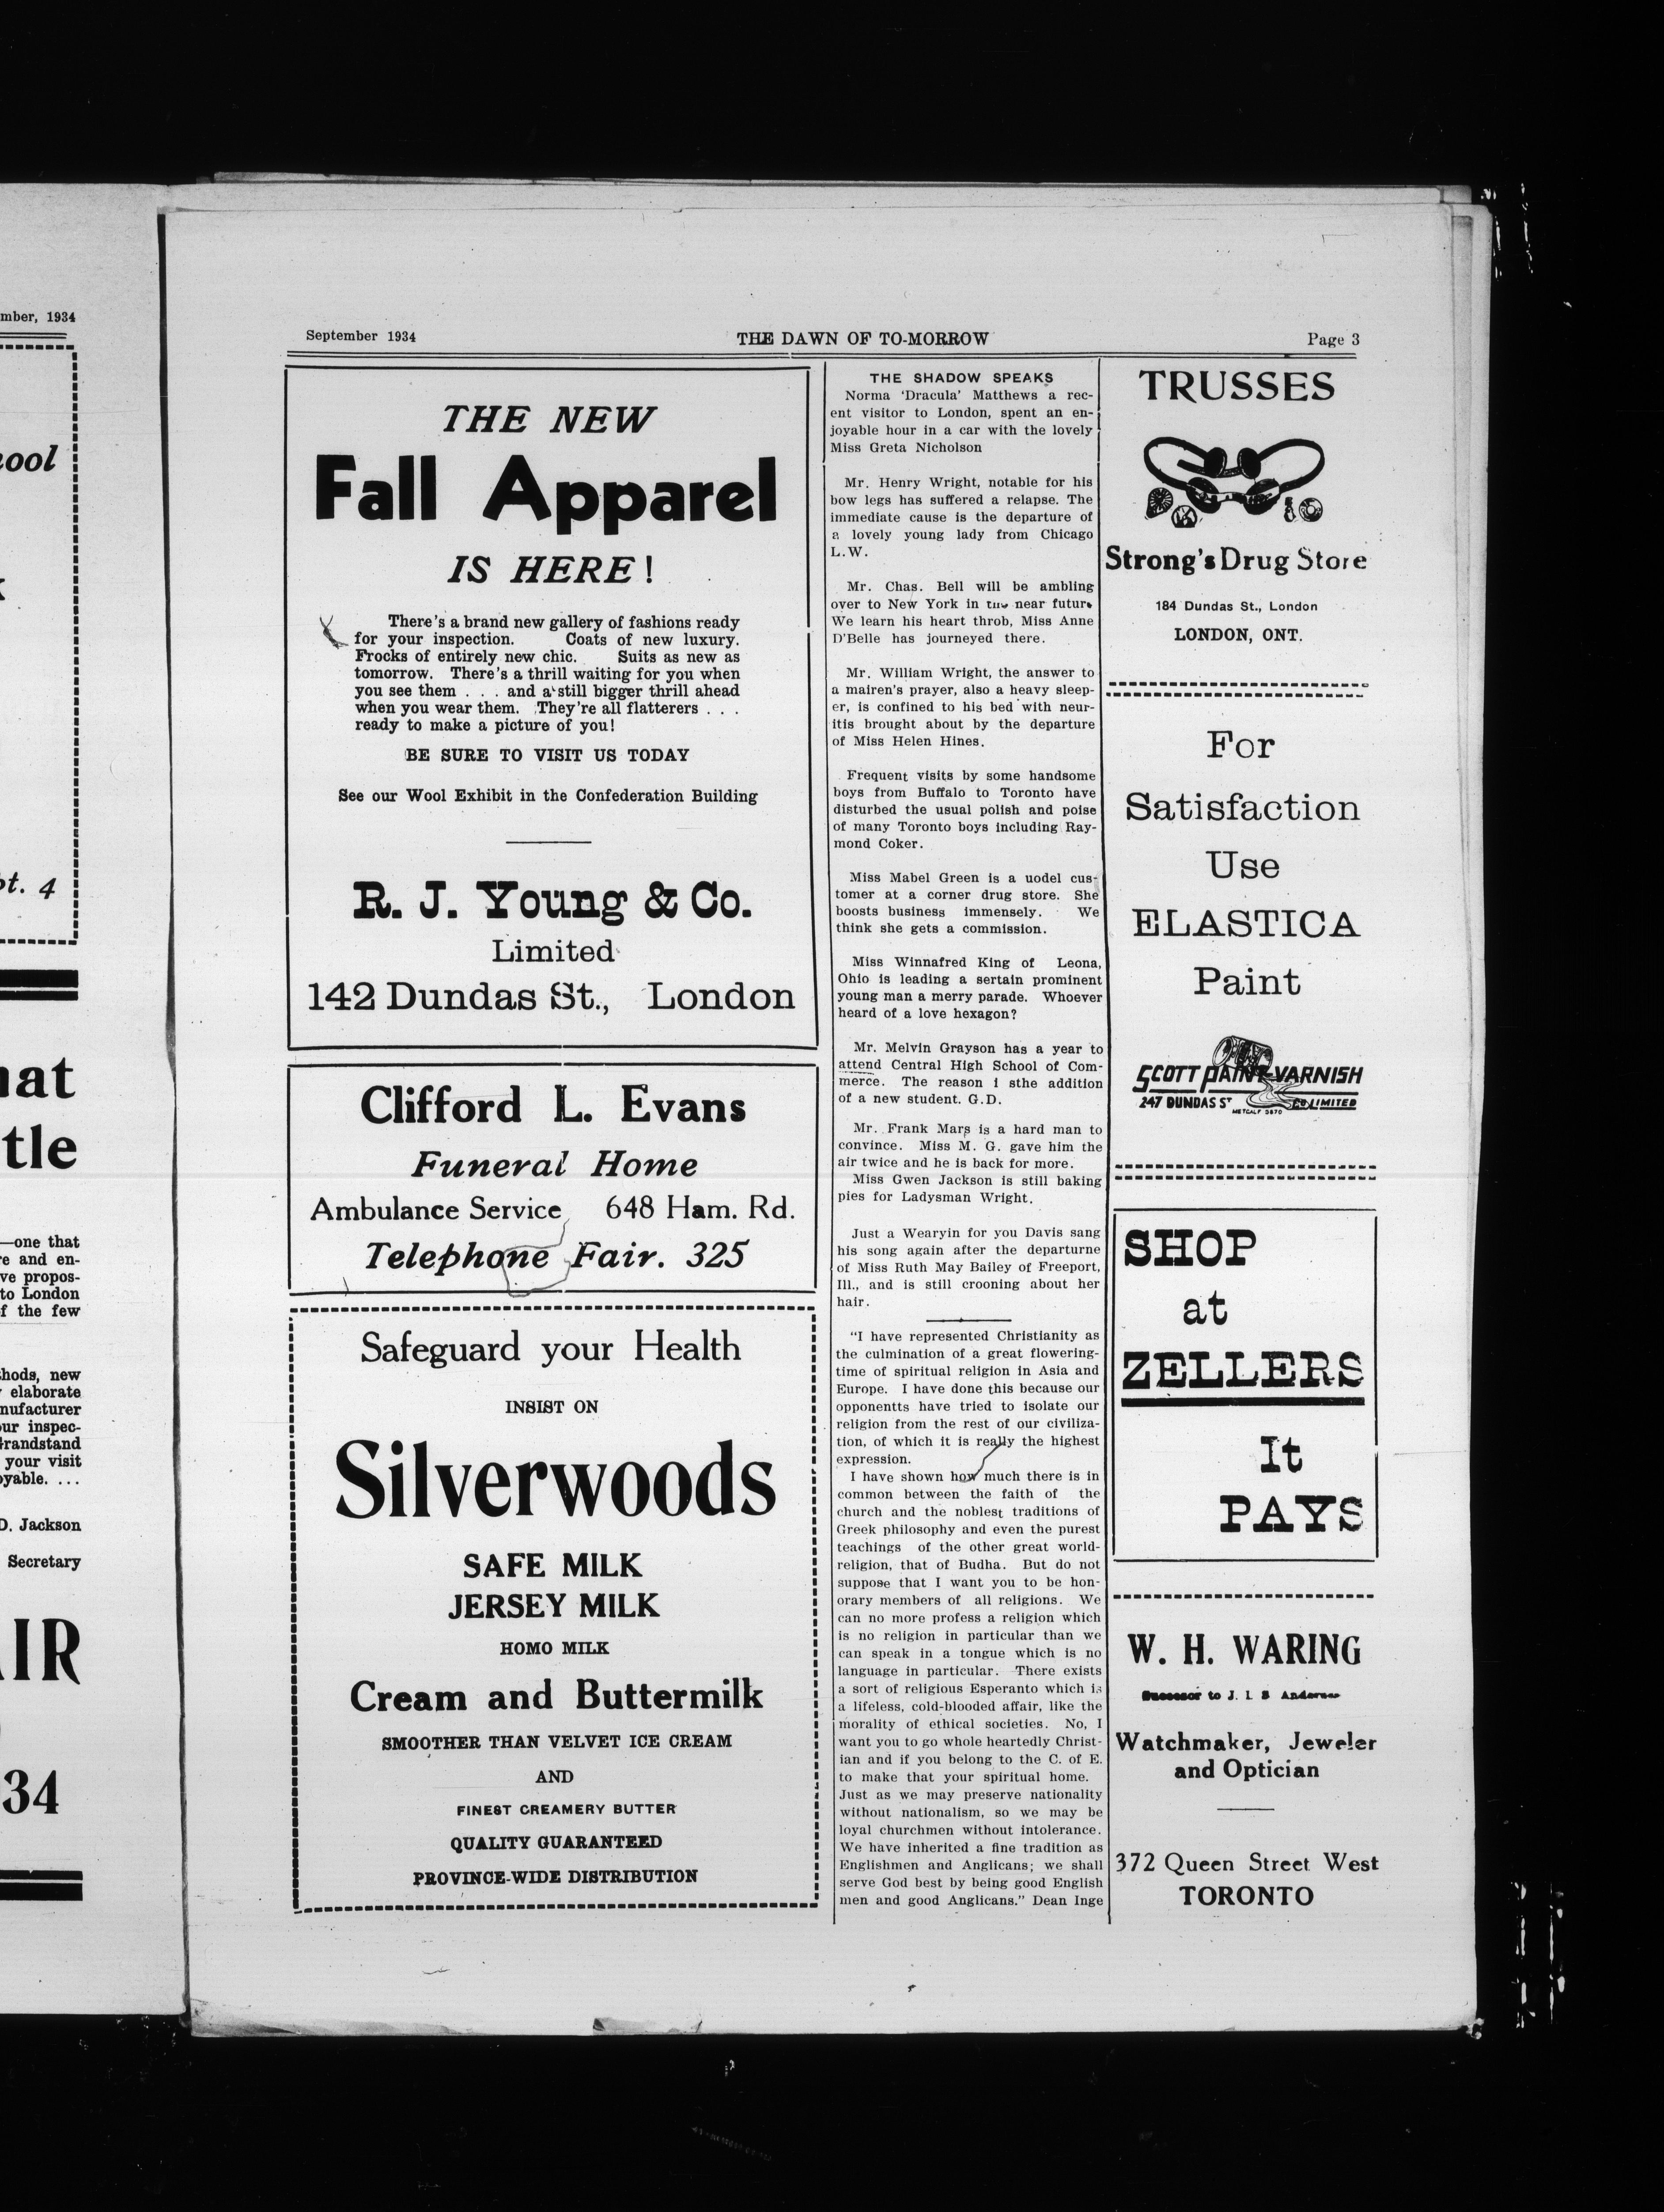 mber, 1934
ool
pt. 4
hat
tle
—one that
re and en-
ve propos-
to London
f the few
hods, new
elaborate
nufacturer
our inspec-
Grandstand
your visit
oyable. ...
D. Jackson
Secretary
AIR
34
September 1934
THE DAWN OF TO-MORROW
Page 3
THE NEW
Fall Apparel
IS HERE!
There's a brand new gallery of fashions ready
for your inspection. Coats of new luxury.
Frocks of entirely new chic. Suits as new as
tomorrow. There's a thrill waiting for you when
you see them . . . and a still bigger thrill ahead
when you wear them. They're all flatterers . . .
ready to make a picture of you!
BE SURE TO VISIT US TODAY
See our Wool Exhibit in the Confederation Building
R. J. Young & Co.
Limited
142 Dundas St., London
Clifford L. Evans
Funeral Home
Ambulance Service 648 Ham. Rd.
Telephone Fair. 325
Safeguard your Health
INSIST ON
Silverwoods
SAFE MILK
JERSEY MILK
HOMO MILK
Cream and Buttermilk
SMOOTHER THAN VELVET ICE CREAM
AND
FINEST CREAMERY BUTTER
QUALITY GUARANTEED
PROVINCE-WIDE DISTRIBUTION
THE SHADOW SPEAKS
Norma 'Dracula' Matthews a rec-
ent visitor to London, spent an en-
joyable hour in a car with the lovely
Miss Greta Nicholson
Mr. Henry Wright, notable for his
bow legs has suffered a relapse. The
immediate cause is the departure of
a lovely young lady from Chicago
L.W.
Mr. Chas. Bell will be ambling
over to New York in the near future
We learn his heart throb, Miss Anne
D'Belle has journeyed there.
Mr. William Wright, the answer to
a mairen's prayer, also a heavy sleep-
er, is confined to his bed with neur-
itis brought about by the departure
of Miss Helen Hines.
Frequent visits by some handsome
boys from Buffalo to Toronto have
disturbed the usual polish and poise
of many Toronto boys including Ray-
mond Coker.
Miss Mabel Green is a uodel cus-
tomer at a corner drug store. She
boosts business immensely. We
think she gets a commission.
Miss Winnafred King of Leona,
Ohio is leading a sertain prominent
young man a merry parade. Whoever
heard of a love hexagon?
Mr. Melvin Grayson has a year to
attend Central High School of Com-
merce. The reason i sthe addition
of a new student. G.D.
Mr. Frank Mars is a hard man to
convince. Miss M. G. gave him the
air twice and he is back for more.
Miss Gwen Jackson is still baking
pies for Ladysman Wright.
Just a Wearyin for you Davis sang
his song again after the departurne
of Miss Ruth May Bailey of Freeport,
Ill., and is still crooning about her
hair.
"I have represented Christianity as
the culmination of a great flowering-
time of spiritual religion in Asia and
Europe. I have done this because our
opponentts have tried to isolate our
religion from the rest of our civiliza-
tion, of which it is really the highest
expression.
I have shown how much there is in
common between the faith of the
church and the noblest traditions of
Greek philosophy and even the purest
teachings of the other great world-
religion, that of Budha. But do not
suppose that I want you to be hon-
orary members of all religions. We
can no more profess a religion which
is no religion in particular than we
can speak in a tongue which is no
language in particular. There exists
a sort of religious Esperanto which is
a lifeless, cold-blooded affair, like the
morality of ethical societies. No, I
want you to go whole heartedly Christ-
ian and if you belong to the C. of E.
to make that your spiritual home.
Just as we may preserve nationality
without nationalism, so we may be
loyal churchmen without intolerance.
We have inherited a fine tradition as
Englishmen and Anglicans; we shall
serve God best by being good English
men and good Anglicans." Dean Inge
TRUSSES
Strong's Drug Store
184 Dundas St., London
LONDON, ONT.
For
Satisfaction
Use
ELASTICA
Paint
SCOTT PAINT-VARNISH
247 DUNDAS ST CO LIMITED
METCALF 3870
SHOP
at
ZELLERS
It
PAYS
W. H. WARING
Successor to J. I. S Anderson
Watchmaker, Jeweler
and Optician
372 Queen Street West
TORONTO